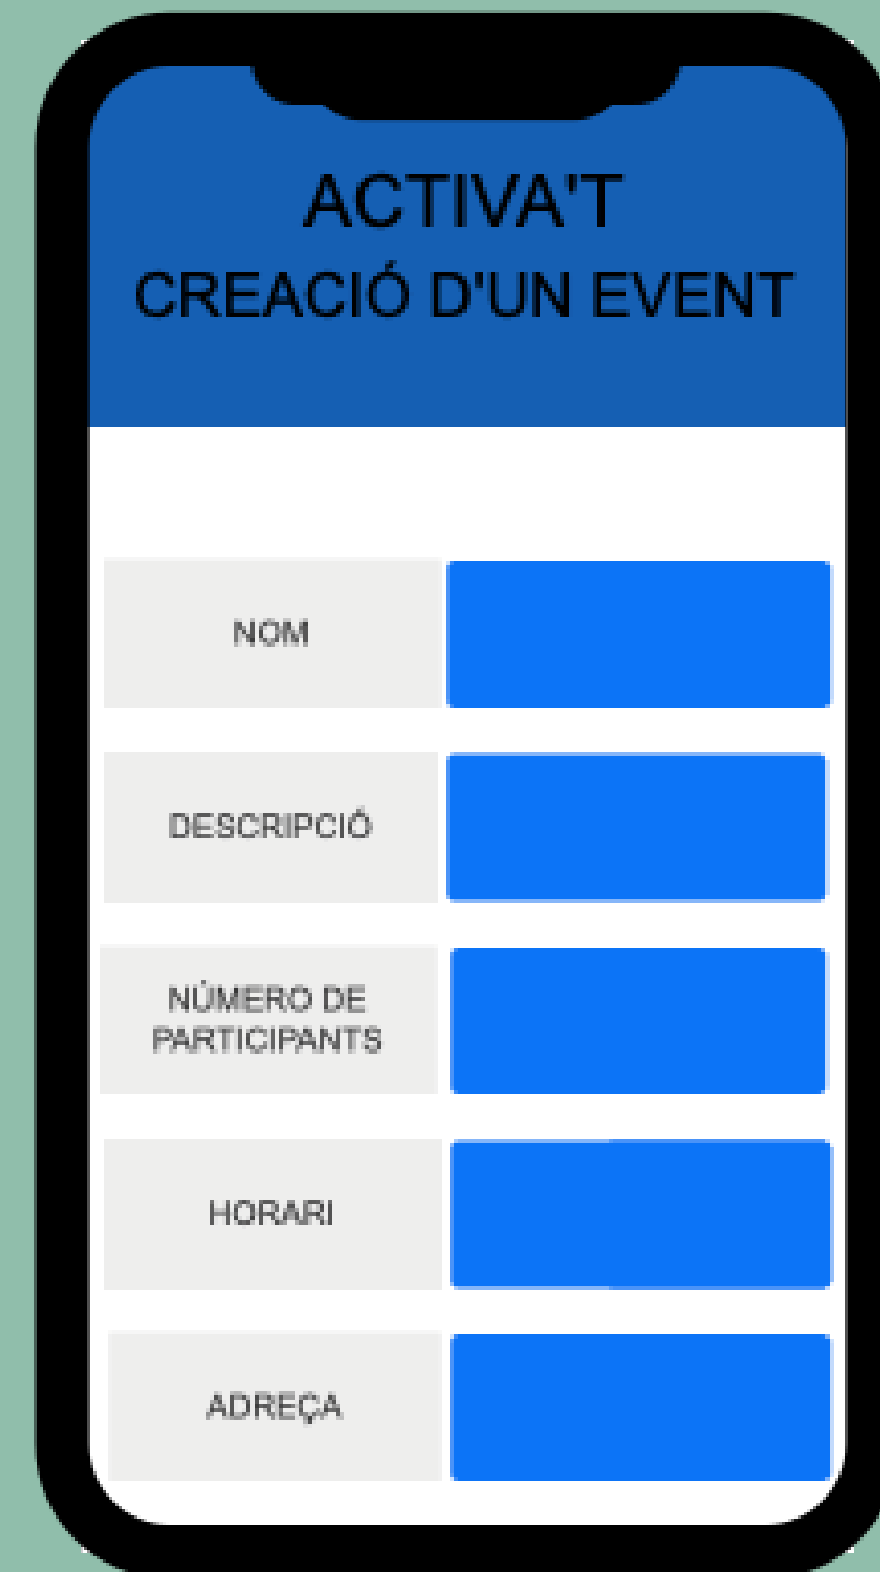 ACTIVA'T
CREACIÓ D'UN EVENT
NOM
DESCRIPCIÓ
NÚMERO DE
PARTICIPANTS
HORARI
ADREÇA